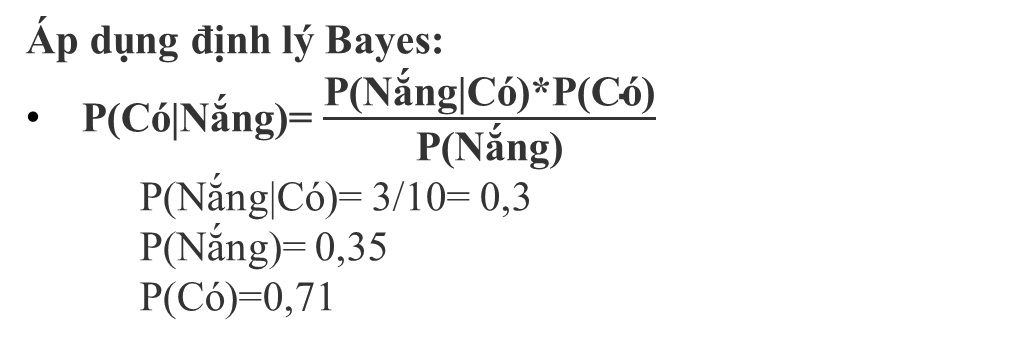 Áp dụng định lý Bayes:
• P(Có|Nắng)= P(Nắng|Có)*P(Có)
P(Nắng)
P(Nắng|Có)= 3/10= 0,3
P(Nắng)= 0,35
P(Có)=0,71